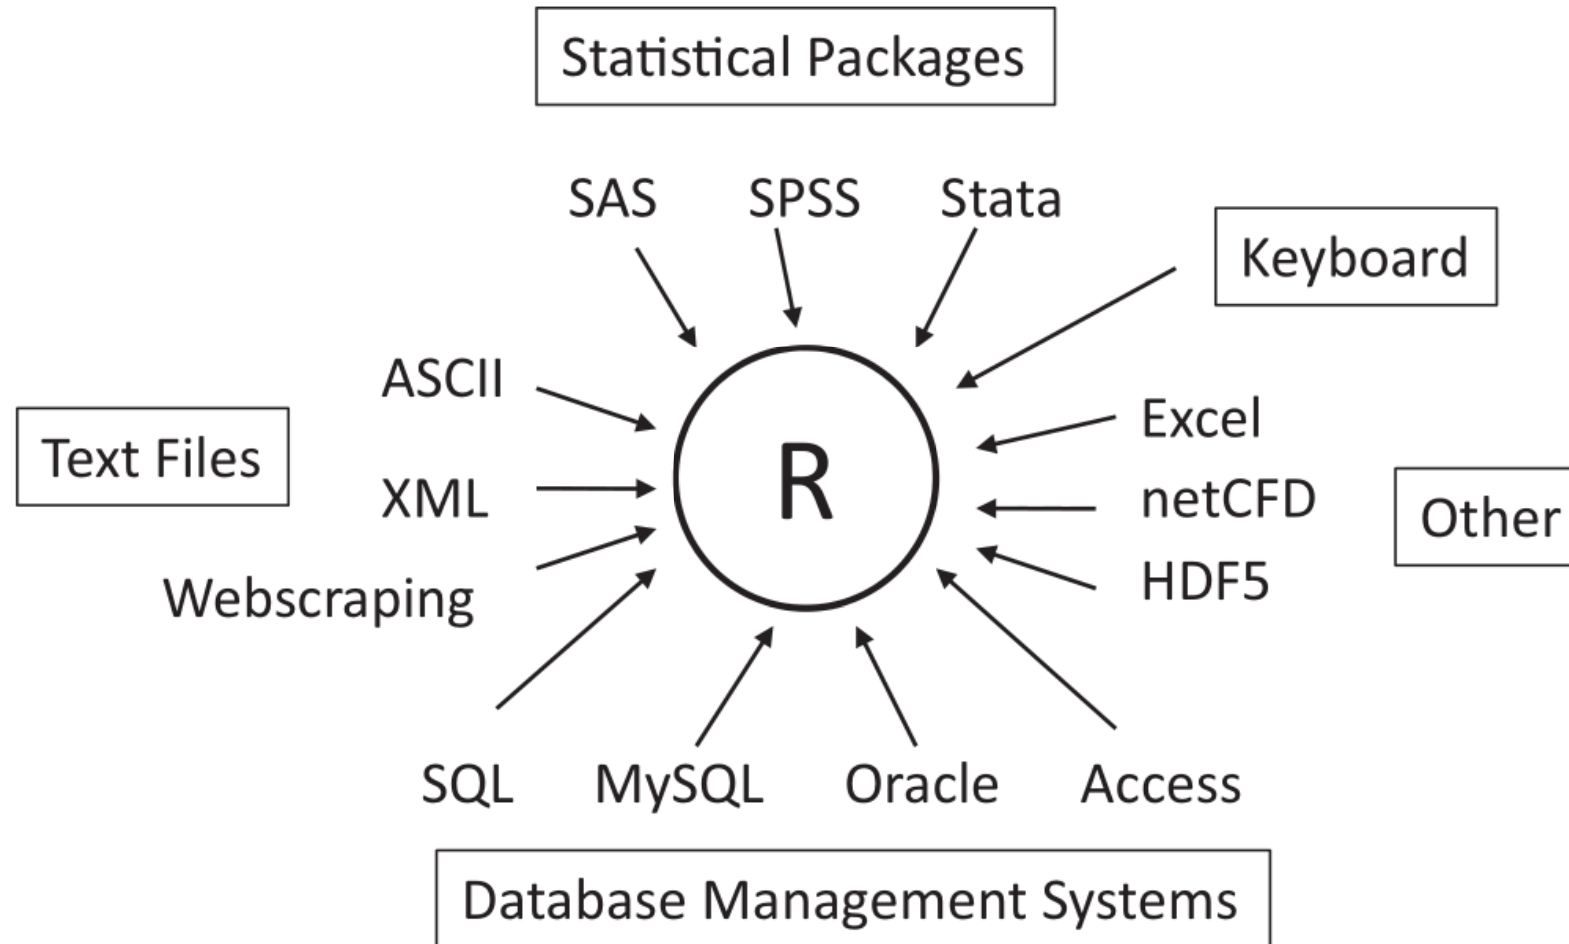 Statistical Packages
SAS SPSS Stata
Keyboard
ASCII
Excel
Text Files
R
XML
netCFD
Other
Webscraping
HDF5
SQL MySQL Oracle Access
Database Management Systems